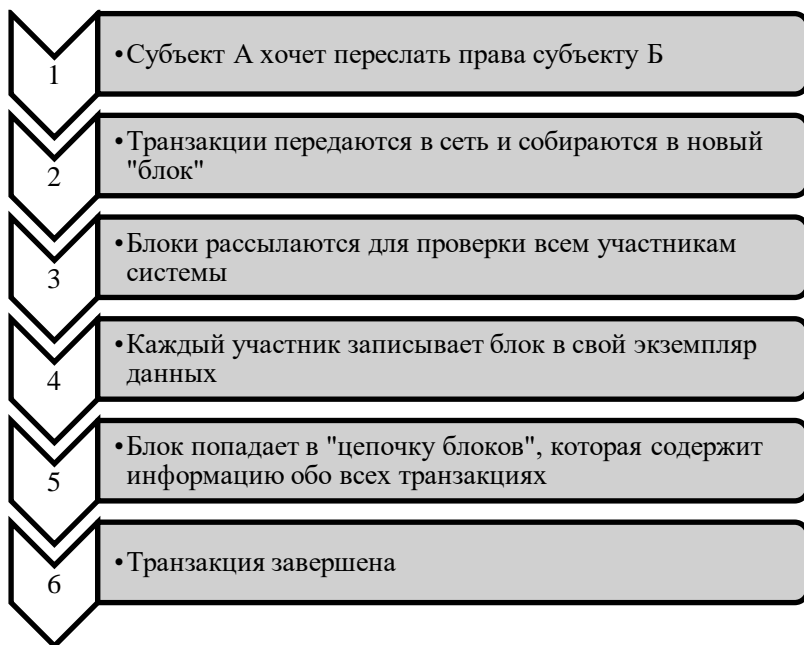 1
•Субъект А хочет переслать права субъекту Б
2
•Транзакции передаются в сеть и собираются в новый
"блок"
3
•Блоки рассылаются для проверки всем участникам
системы
4
•Каждый участник записывает блок в свой экземпляр
данных
5
•Блок попадает в "цепочку блоков", которая содержит
информацию обо всех транзакциях
6
•Транзакция завершена